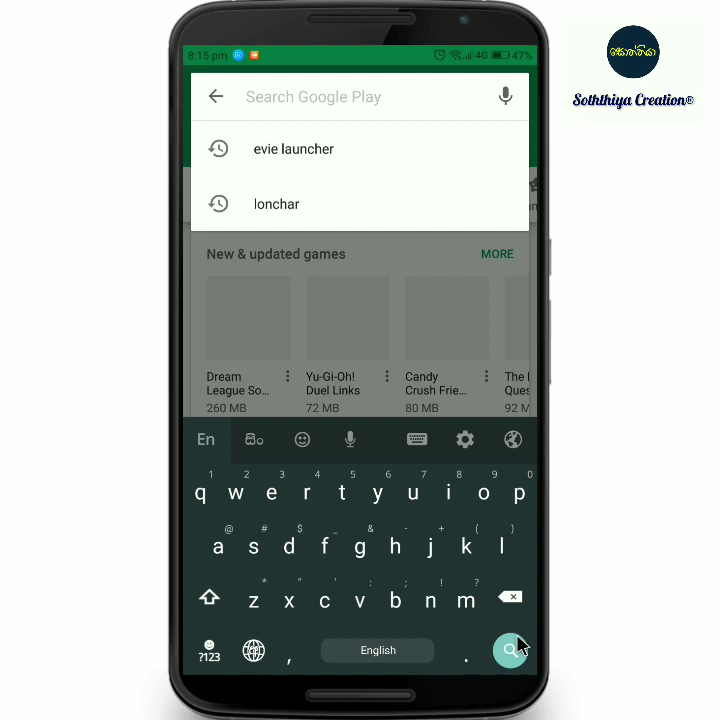 8:15 pm 4G 47%
සොත්තියා
Soththiya Creation®
Search Google Play
evie launcher
lonchar
New & updated games MORE
Dream League So... 260 MB
Yu-Gi-Oh! Duel Links 72 MB
Candy Crush Frie... 80 MB
The Ques 92 M
En
1 2 3 4 5 6 7 8 9 0
q w e r t y u i o p
@ # $ _ & - + ( )
a s d f g h j k l
* " ' : ; ! ?
z x c v b n m
?123 , English .